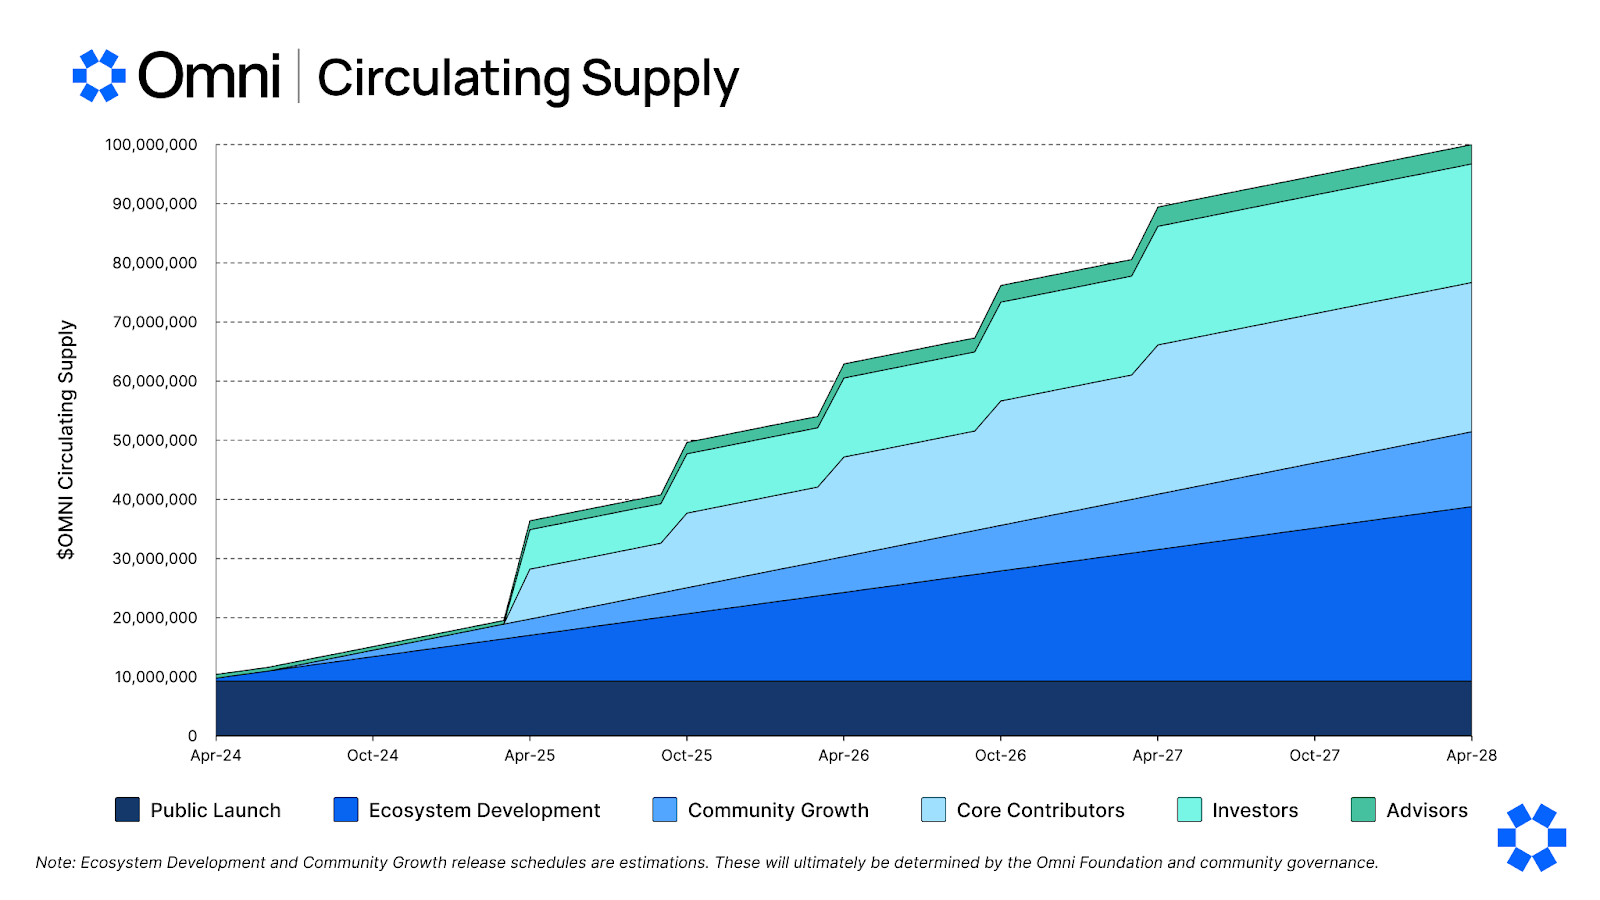 Omni | Circulating Supply
100,000,000
90,000,000
80,000,000
70,000,000
60,000,000
50,000,000
40,000,000
30,000,000
20,000,000
10,000,000
0
$OMNI Circulating Supply
Apr-24 Oct-24 Apr-25 Oct-25 Apr-26 Oct-26 Apr-27 Oct-27 Apr-28
Public Launch Ecosystem Development Community Growth Core Contributors Investors Advisors
Note: Ecosystem Development and Community Growth release schedules are estimations. These will ultimately be determined by the Omni Foundation and community governance.